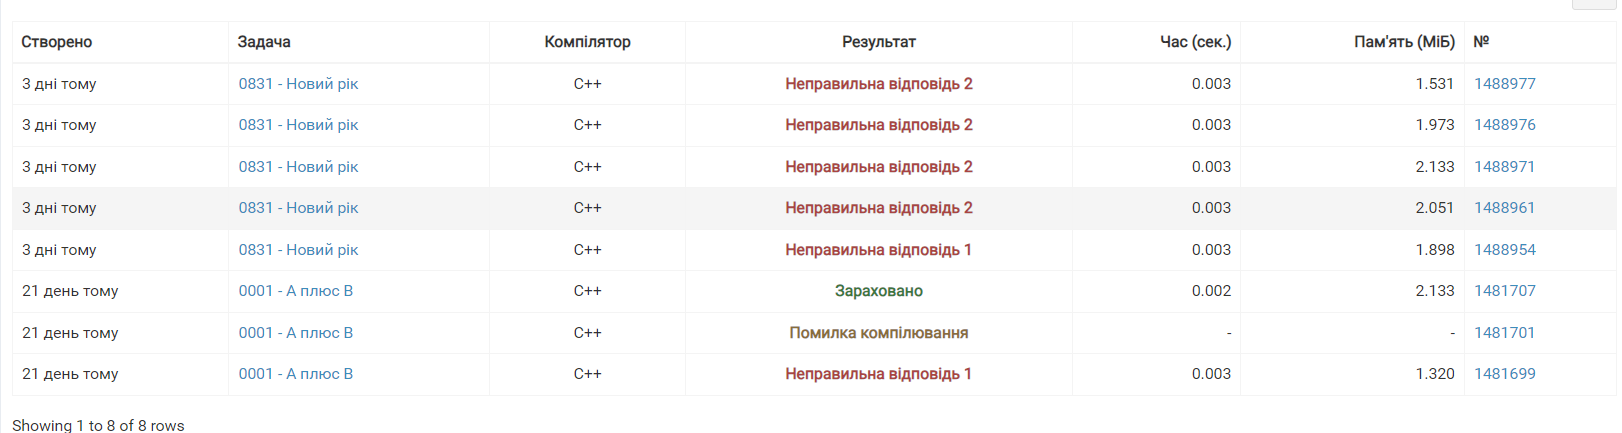 Створено Задача Компілятор Результат Час (сек.) Пам'ять (МіБ) №
3 дні тому 0831 - Новий рік C++ Неправильна відповідь 2 0.003 1.531 1488977
3 дні тому 0831 - Новий рік C++ Неправильна відповідь 2 0.003 1.973 1488976
3 дні тому 0831 - Новий рік C++ Неправильна відповідь 2 0.003 2.133 1488971
3 дні тому 0831 - Новий рік C++ Неправильна відповідь 2 0.003 2.051 1488961
3 дні тому 0831 - Новий рік C++ Неправильна відповідь 1 0.003 1.898 1488954
21 день тому 0001 - А плюс В C++ Зараховано 0.002 2.133 1481707
21 день тому 0001 - А плюс В C++ Помилка компілювання - - 1481701
21 день тому 0001 - А плюс В C++ Неправильна відповідь 1 0.003 1.320 1481699
Showing 1 to 8 of 8 rows